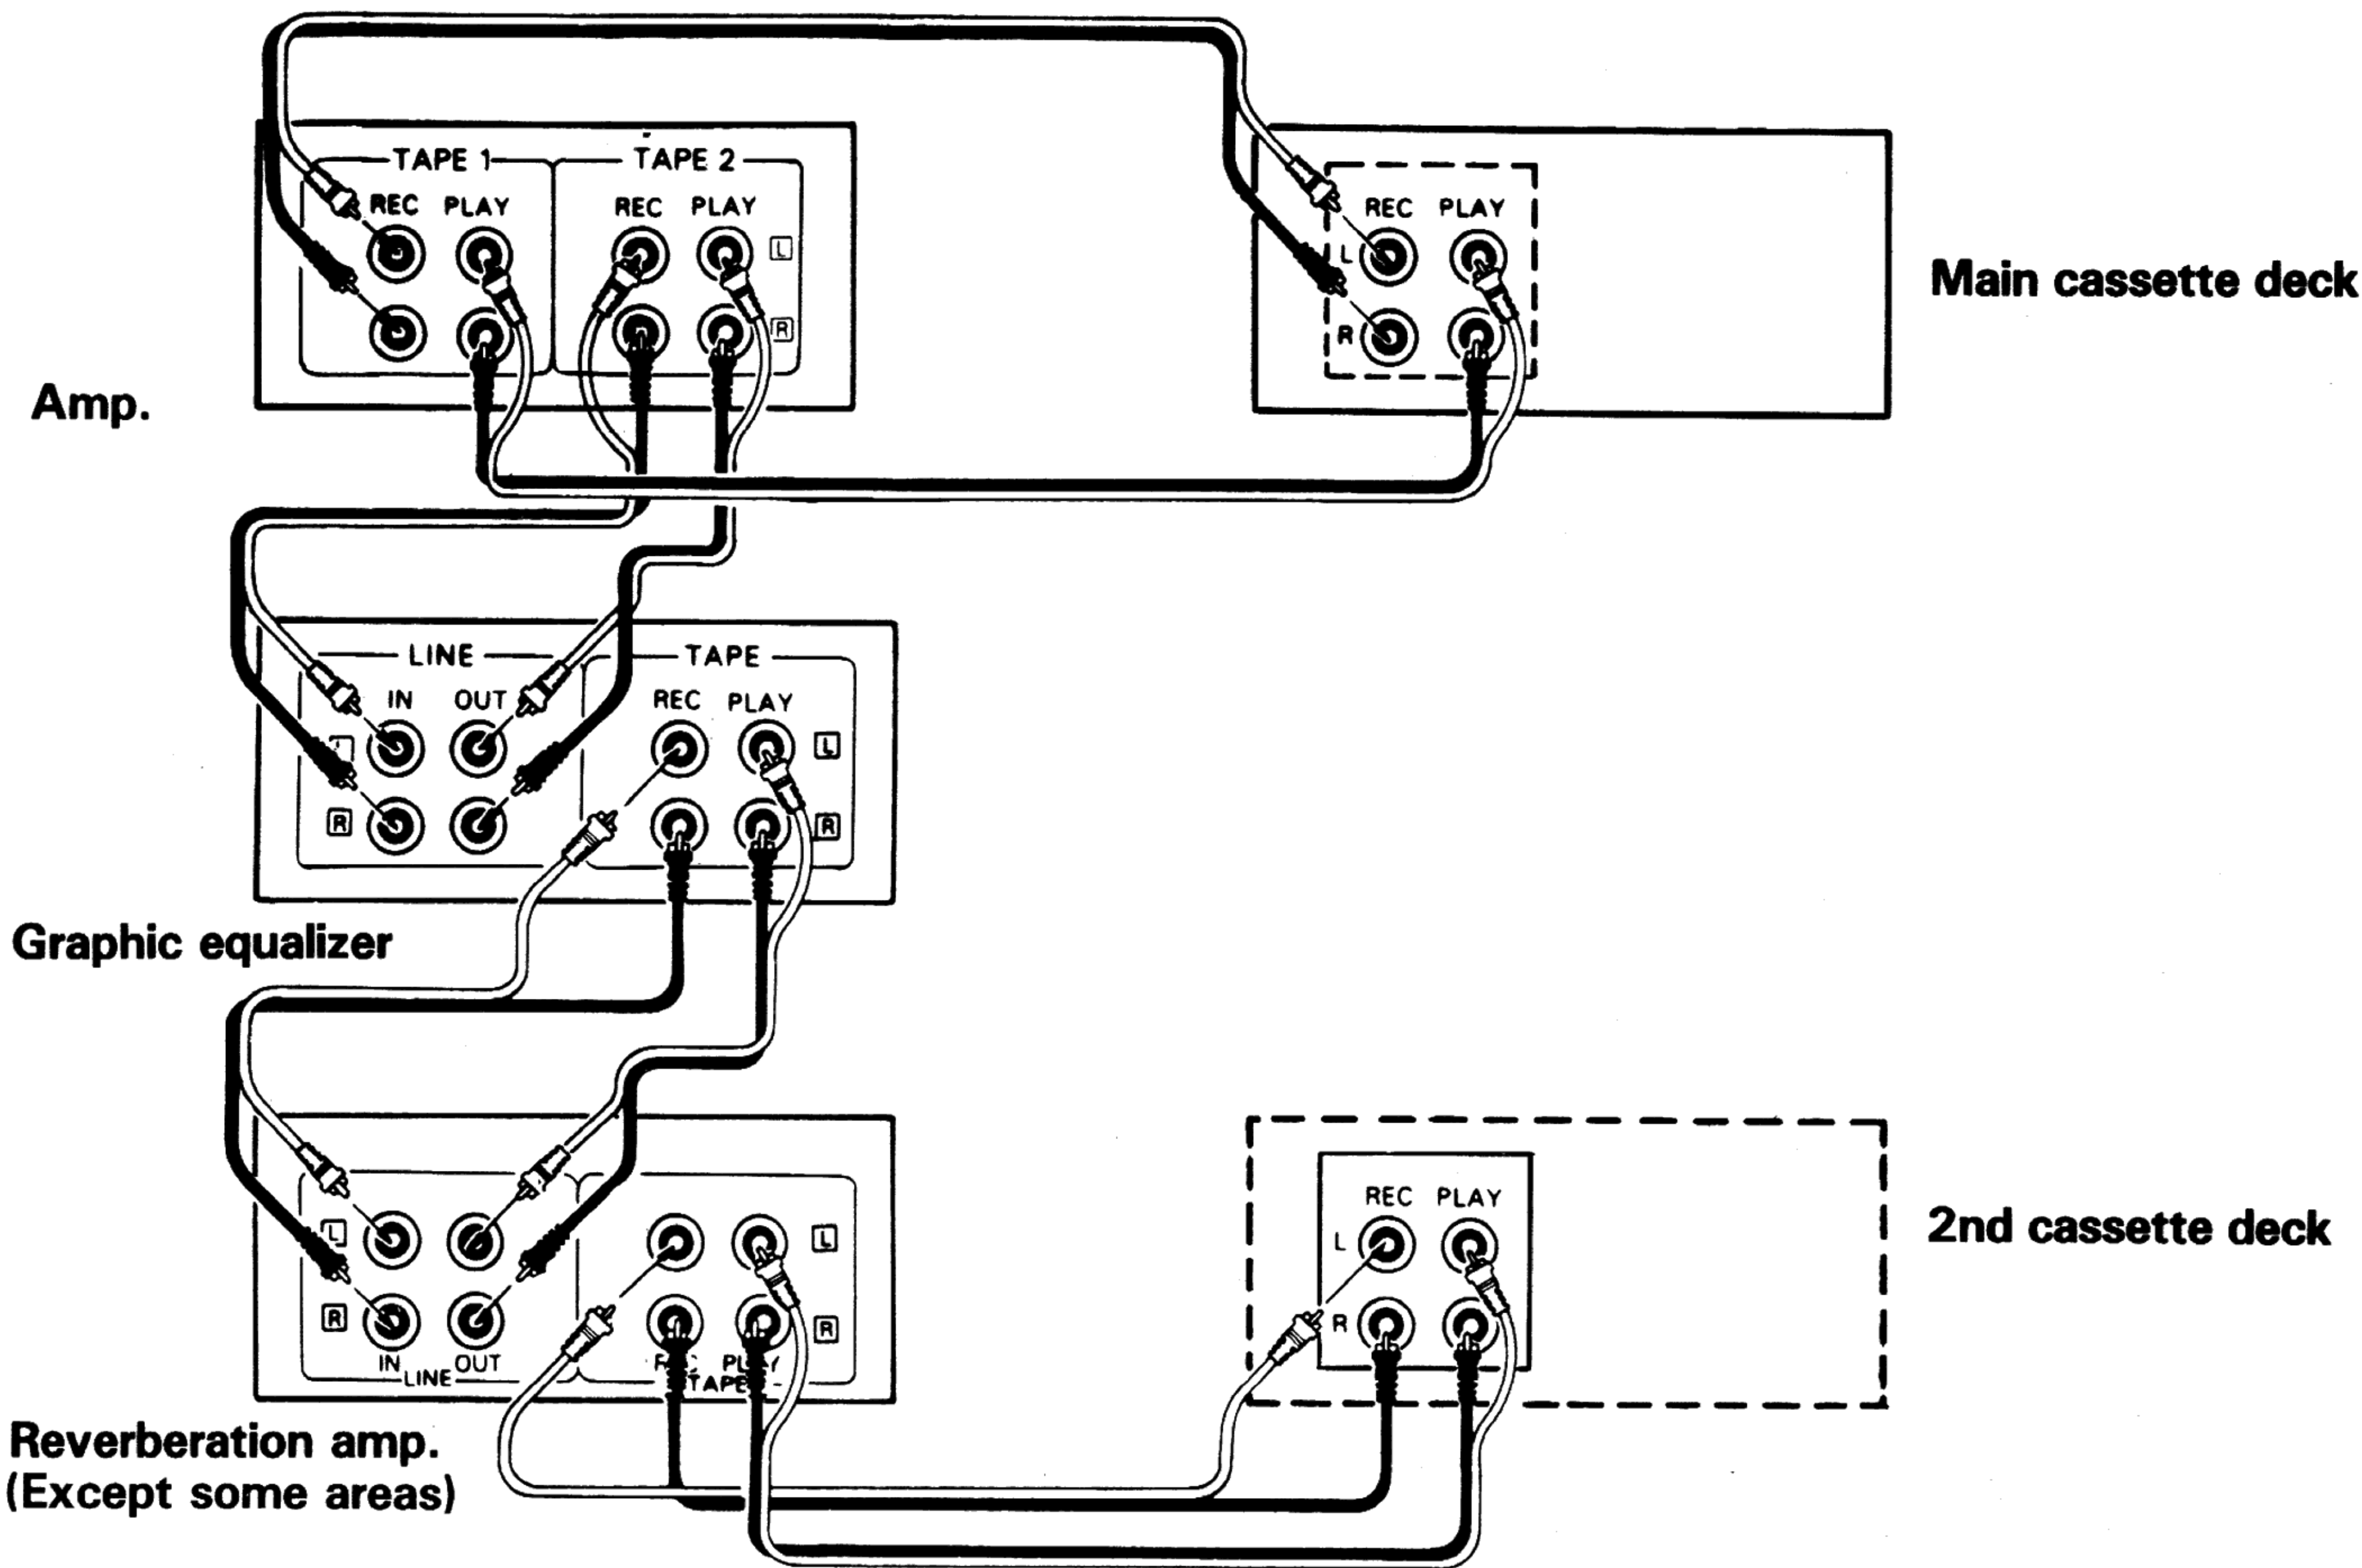 TAPE 1 TAPE 2
REC PLAY REC PLAY
L
R
Amp.
REC PLAY
L
R
Main cassette deck
LINE TAPE
IN OUT REC PLAY
L
R R
Graphic equalizer
L L
R R
IN OUT
LINE TAPE
Reverberation amp.
(Except some areas)
REC PLAY
L
R
2nd cassette deck